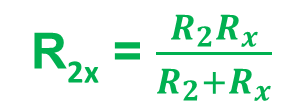 R₂ₓ = R₂Rₓ / R₂+Rₓ